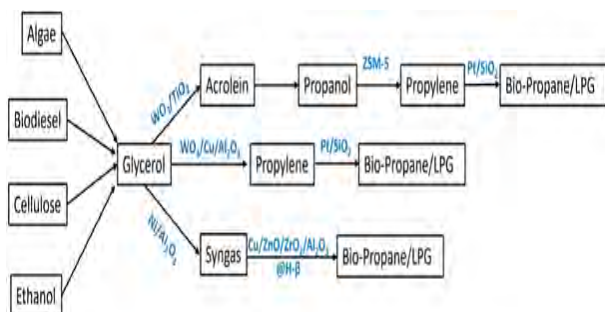 Algae
Biodiesel
Cellulose
Ethanol
Glycerol
WO₃/TiO₂
Acrolein
Propanol
ZSM-5
Propylene
Pt/SiO₂
Bio-Propane/LPG
WO₃/Cu/Al₂O₃
Propylene
Pt/SiO₂
Bio-Propane/LPG
Ni/Al₂O₃
Syngas
Cu/ZnO/ZrO₂/Al₂O₃
@H-β
Bio-Propane/LPG